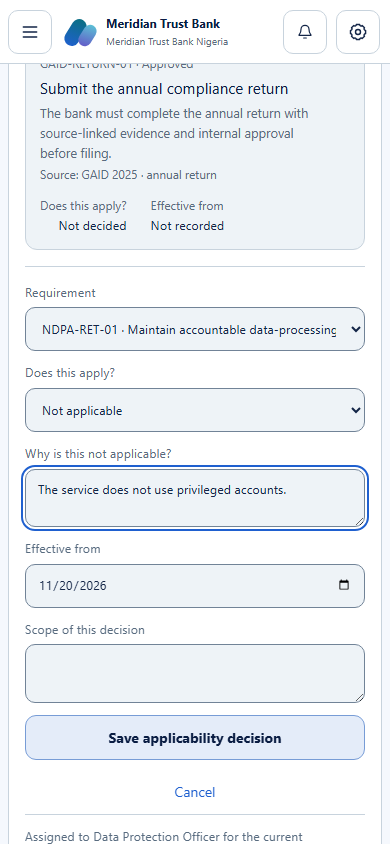 Meridian Trust Bank
Meridian Trust Bank Nigeria
GAID-RETURN-01 · Approved
Submit the annual compliance return
The bank must complete the annual return with
source-linked evidence and internal approval
before filing.
Source: GAID 2025 · annual return
Does this apply?
Effective from
Not decided
Not recorded
Requirement
NDPA-RET-01 · Maintain accountable data-processing
Does this apply?
Not applicable
Why is this not applicable?
The service does not use privileged accounts.
Effective from
11/20/2026
Scope of this decision
Save applicability decision
Cancel
Assigned to Data Protection Officer for the current